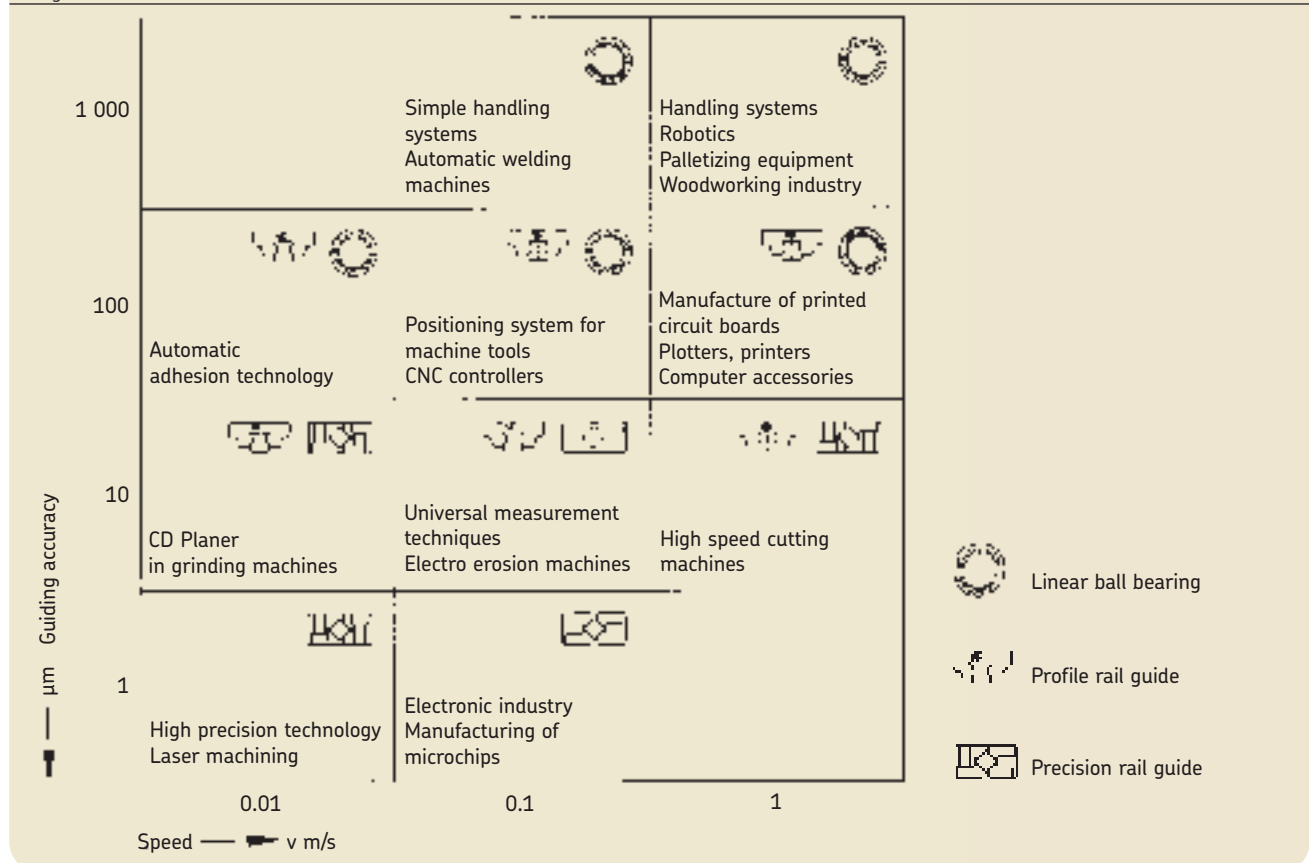 1 000
Simple handling
systems
Automatic welding
machines
Handling systems
Robotics
Palletizing equipment
Woodworking industry
100
Automatic
adhesion technology
Positioning system for
machine tools
CNC controllers
Manufacture of printed
circuit boards
Plotters, printers
Computer accessories
10
CD Planer
in grinding machines
Universal measurement
techniques
Electro erosion machines
High speed cutting
machines
1
High precision technology
Laser machining
Electronic industry
Manufacturing of
microchips
µm Guiding accuracy
0.01
0.1
1
Speed v m/s
Linear ball bearing
Profile rail guide
Precision rail guide